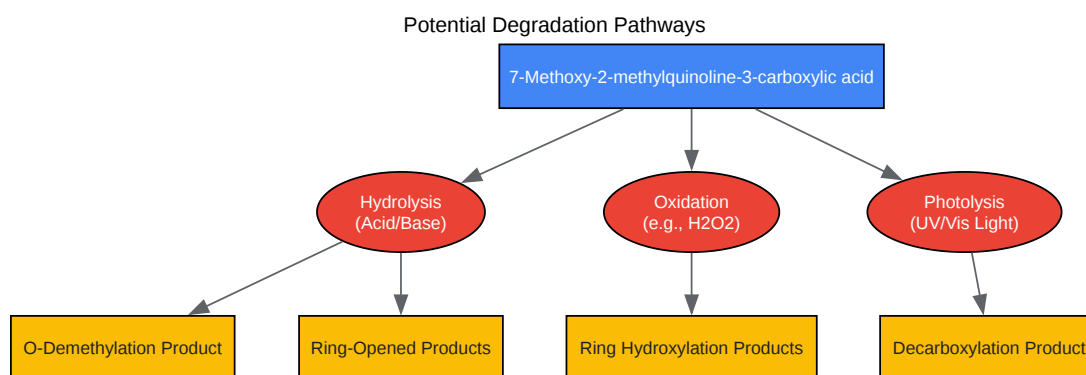 Potential Degradation Pathways
7-Methoxy-2-methylquinoline-3-carboxylic acid
Hydrolysis
(Acid/Base)
Oxidation
(e.g., H2O2)
Photolysis
(UV/Vis Light)
O-Demethylation Product
Ring-Opened Products
Ring Hydroxylation Products
Decarboxylation Product